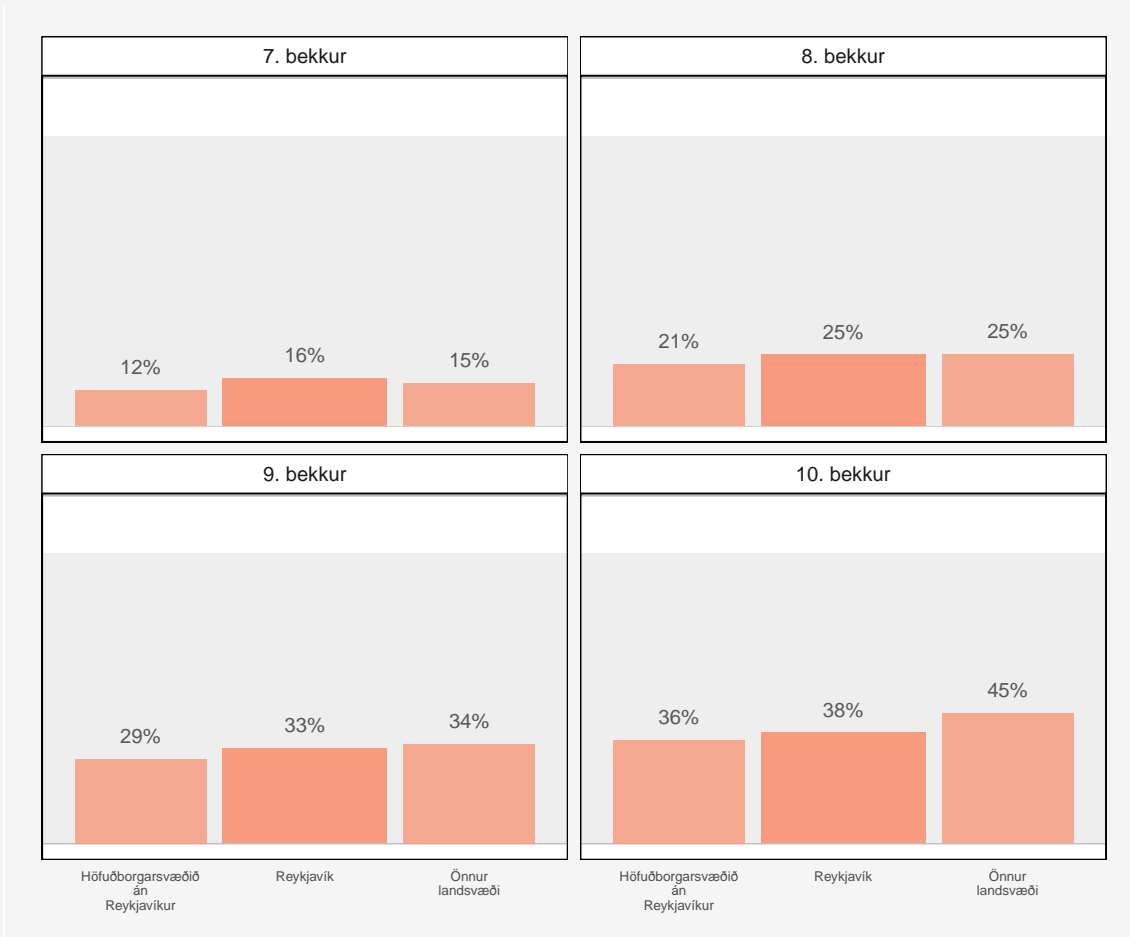 7. bekkur
8. bekkur
12%
16%
15%
21%
25%
25%
9. bekkur
10. bekkur
29%
33%
34%
36%
38%
45%
Höfuðborgarsvæðið
án
Reykjavíkur
Reykjavík
Önnur
landsvæði
Höfuðborgarsvæðið
án
Reykjavíkur
Reykjavík
Önnur
landsvæði